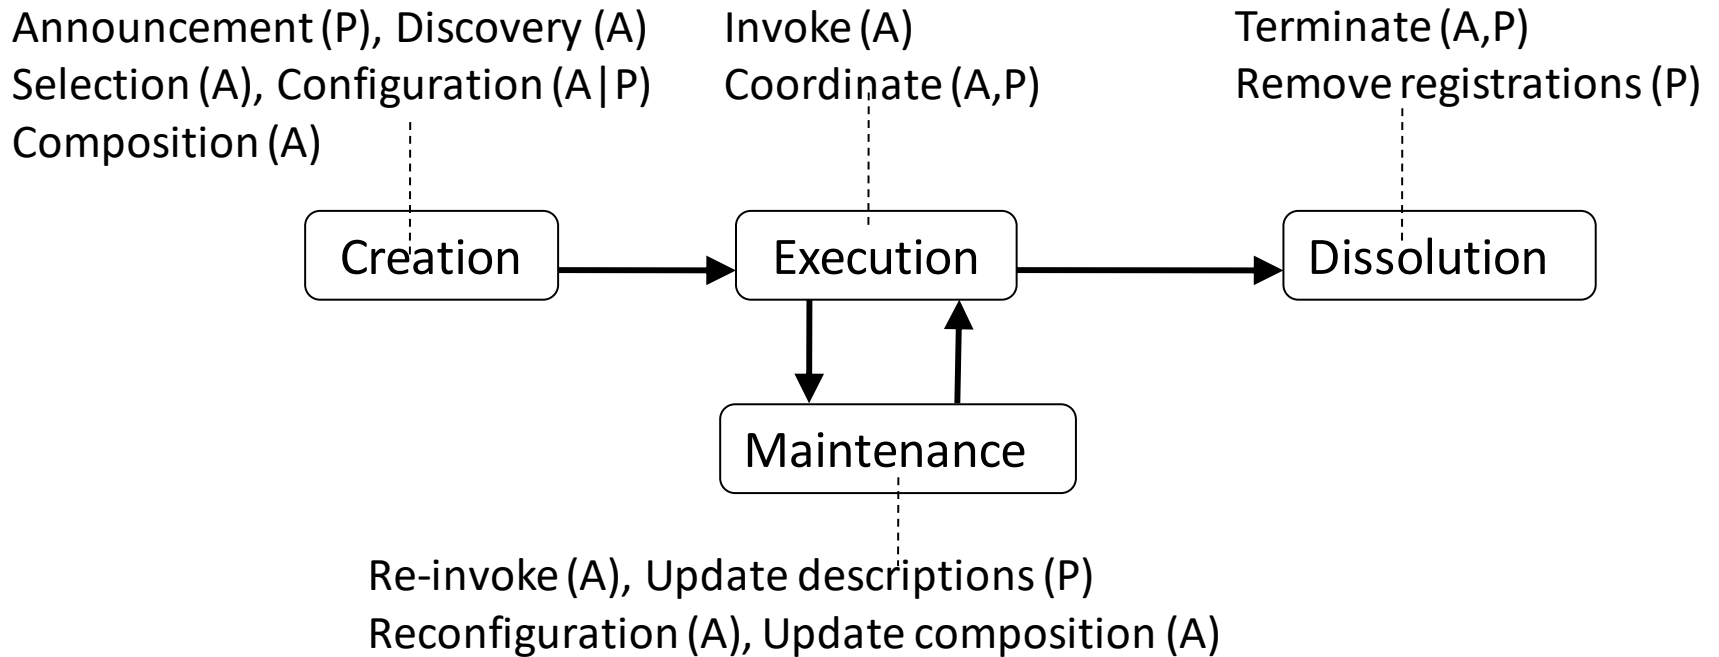 Announcement (P), Discovery (A)
Selection (A), Configuration (A|P)
Composition (A)
Invoke (A)
Coordinate (A,P)
Terminate (A,P)
Remove registrations (P)
Creation
Execution
Dissolution
Maintenance
Re-invoke (A), Update descriptions (P)
Reconfiguration (A), Update composition (A)